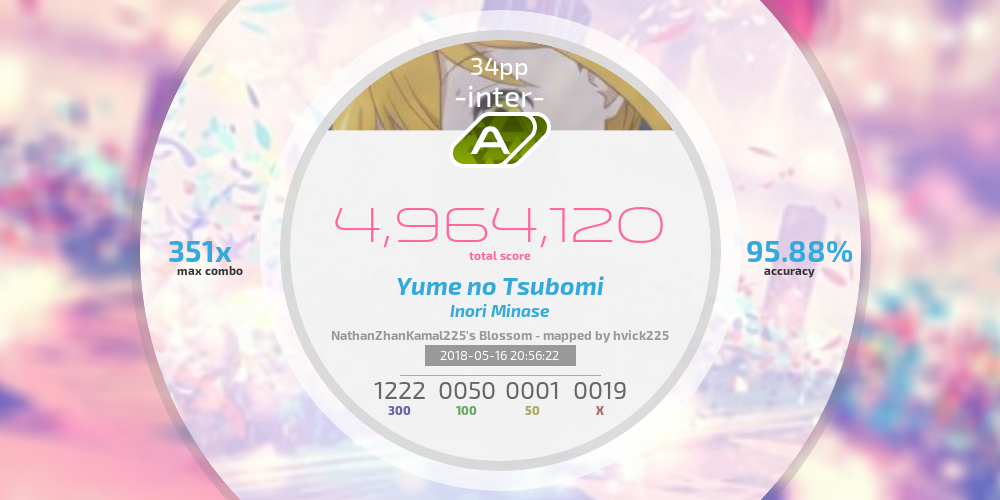 34pp
-inter-
A
4,964,120
total score
351x
max combo
95.88%
accuracy
Yume no Tsubomi
Inori Minase
NathanZhanKamal225's Blossom - mapped by hvick225
2018-05-16 20:56:22
1222 0050 0001 0019
300 100 50 X